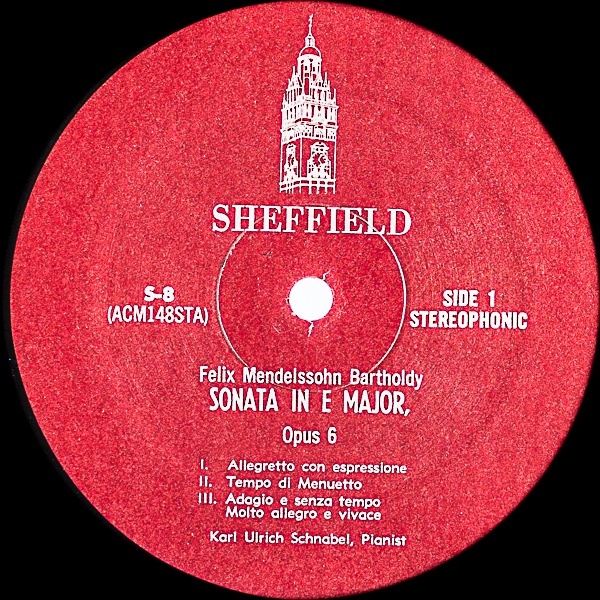 SHEFFIELD
S-8
(ACM148STA)
SIDE 1
STEREOPHONIC
Felix Mendelssohn Bartholdy
SONATA IN E MAJOR,
Opus 6
I. Allegretto con espressione
II. Tempo di Menuetto
III. Adagio e senza tempo
Molto allegro e vivace
Karl Ulrich Schnabel, Pianist